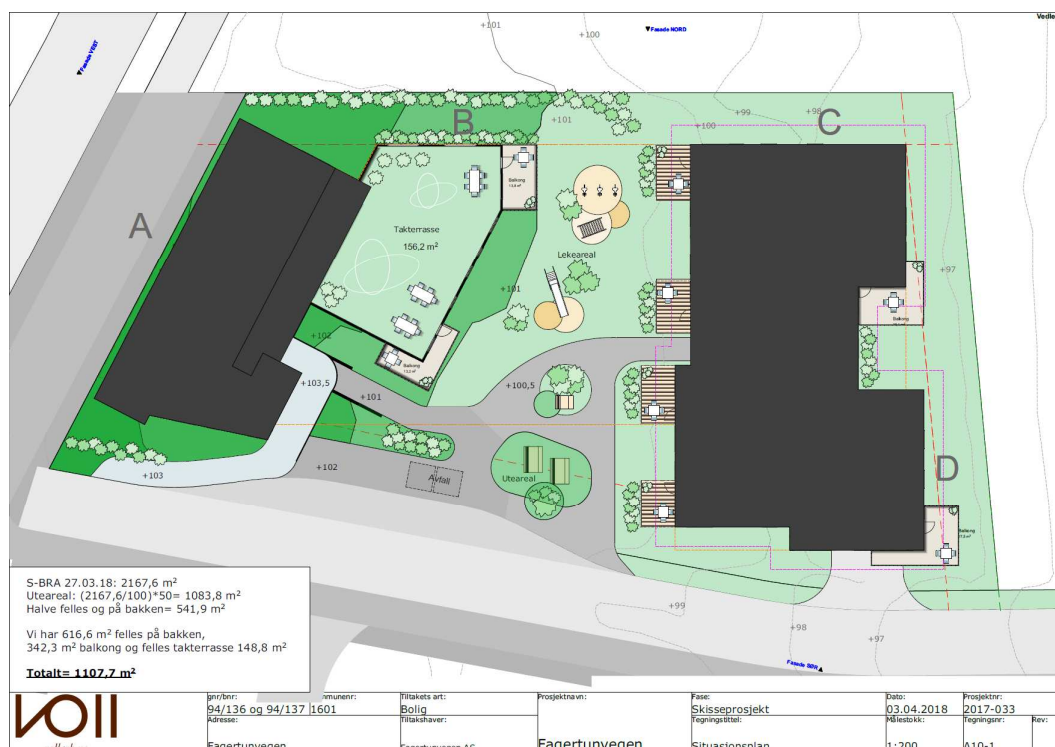 Vedle
+101
+100
Fasade NORD
Fasade VEST
B
C
+98
+99
+101
+100
Balkong
Takterrasse
156,2 m²
A
Lekeareal
+97
+101
Balkong
+102
Balkong
+103,5
+100,5
+101
D
+103
+102
Avfall
Uteareal
Balkong
S-BRA 27.03.18: 2167,6 m²
Uteareal: (2167,6/100)*50= 1083,8 m²
Halve felles og på bakken= 541,9 m²
Vi har 616,6 m² felles på bakken,
342,3 m² balkong og felles takterrasse 148,8 m²
Totalt= 1107,7 m²
+99
+98
+97
Fasade SØR
voll
gnr/bnr:
94/136 og 94/137
mmunenr:
1601
Tiltakets art:
Bolig
Prosjektnavn:
Fase:
Skisseprosjekt
Dato:
03.04.2018
Prosjektnr:
2017-033
Adresse:
Fagertunvegen
Tiltakshaver:
Fagertunvegen AS
Fagertunvegen
Tegningstittel:
Situasjonsplan
Målestokk:
1:200
Tegningsnr:
A10-1
Rev: